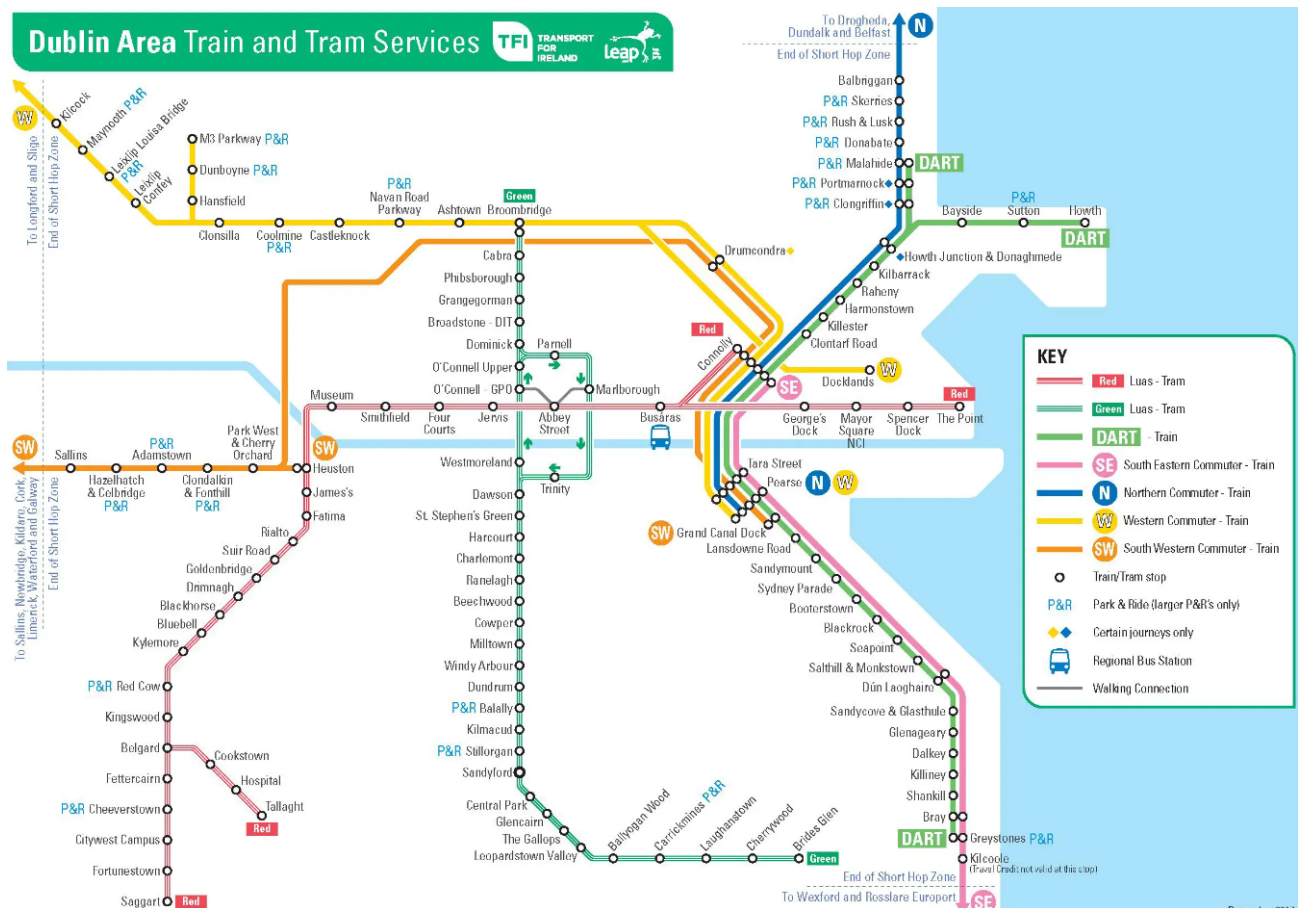 Dublin Area Train and Tram Services
TFI
TRANSPORT
FOR
IRELAND
Leap
To Drogheda,
Dundalk and Belfast
N
End of Short Hop Zone
Balbriggan
P&R Skerries
P&R Rush & Lusk
P&R Donabate
P&R Malahide
DART
P&R Portmarnock
P&R Clongriffin
Bayside
P&R
Sutton
Howth
DART
Howth Junction & Donaghmede
Kilbarrack
Raheny
Harmonstown
Killester
Clontarf Road
W
To Longford and Sligo
End of Short Hop Zone
Kilcock
Maynooth P&R
Leixlip Louisa Bridge
P&R
Leixlip
Confey
M3 Parkway P&R
Dunboyne P&R
Hansfield
Clonsilla
Coolmine
P&R
Castleknock
P&R
Navan Road
Parkway
Ashtown
Green
Broombridge
Drumcondra
Cabra
Phibsborough
Grangegorman
Broadstone - DIT
Dominick
Parnell
O'Connell Upper
O'Connell - GPO
Marlborough
Red
Connolly
SE
Docklands
W
Museum
Smithfield
Four
Courts
Jervis
Abbey
Street
Busáras
George's
Dock
Mayor
Square
NCI
Spencer
Dock
Red
The Point
SW
Sallins
Hazelhatch
& Celbridge
P&R
P&R
Adamstown
Clondalkin
& Fonthill
P&R
Park West
& Cherry
Orchard
SW
Heuston
To Sallins, Newbridge, Kildare, Cork,
Limerick, Waterford and Galway
End of Short Hop Zone
James's
Fatima
Rialto
Suir Road
Goldenbridge
Drimnagh
Blackhorse
Bluebell
Kylemore
P&R Red Cow
Kingswood
Belgard
Cookstown
Hospital
Tallaght
Red
Fettercairn
P&R Cheeverstown
Citywest Campus
Fortunestown
Saggart
Red
Westmoreland
Trinity
Dawson
St. Stephen's Green
Harcourt
Charlemont
Ranelagh
Beechwood
Cowper
Milltown
Windy Arbour
Dundrum
P&R Balally
Kilmacud
P&R Stillorgan
Sandyford
Central Park
Glencairn
The Gallops
Leopardstown Valley
Ballyogan Wood
Carrickmines P&R
Laughanstown
Cherrywood
Brides Glen
Green
Tara Street
Pearse
N
W
SW
Grand Canal Dock
Lansdowne Road
Sandymount
Sydney Parade
Booterstown
Blackrock
Seapoint
Salthill & Monkstown
Dún Laoghaire
Sandycove & Glasthule
Glenageary
Dalkey
Killiney
Shankill
Bray
DART
Greystones P&R
Kilcoole
(Travel Credit not valid at this stop)
End of Short Hop Zone
To Wexford and Rosslare Europort
SE
KEY
Red Luas - Tram
Green Luas - Tram
DART - Train
SE South Eastern Commuter - Train
N Northern Commuter - Train
W Western Commuter - Train
SW South Western Commuter - Train
Train/Tram stop
P&R Park & Ride (larger P&R's only)
Certain journeys only
Regional Bus Station
Walking Connection